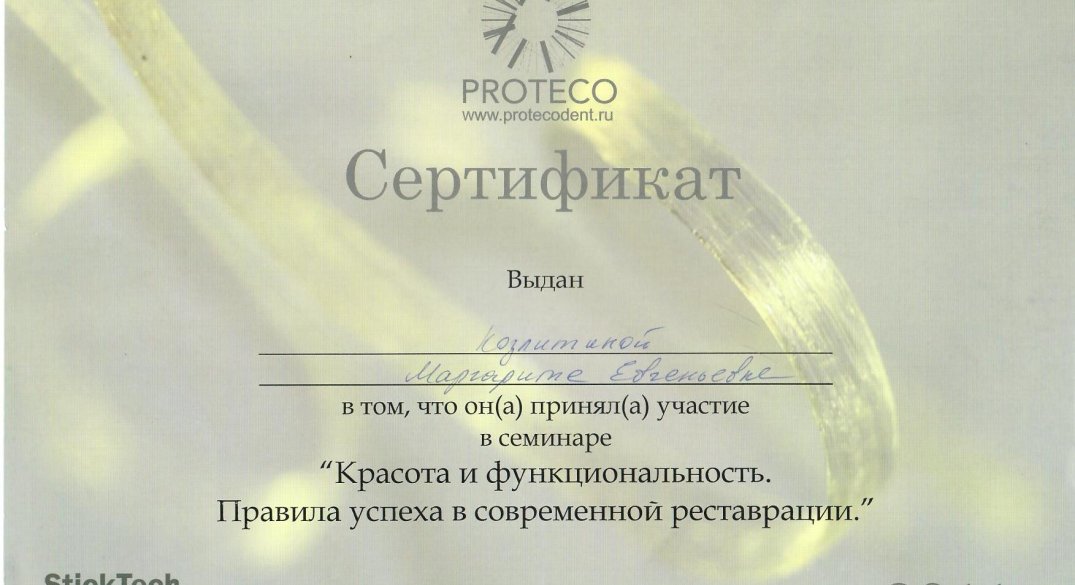 PROTECO
www.protecodent.ru
Сертификат
Выдан
Козлитиной
Маргарите Евгеньевне
в том, что он(а) принял(а) участие
в семинаре
“Красота и функциональность.
Правила успеха в современной реставрации.”
StickTech